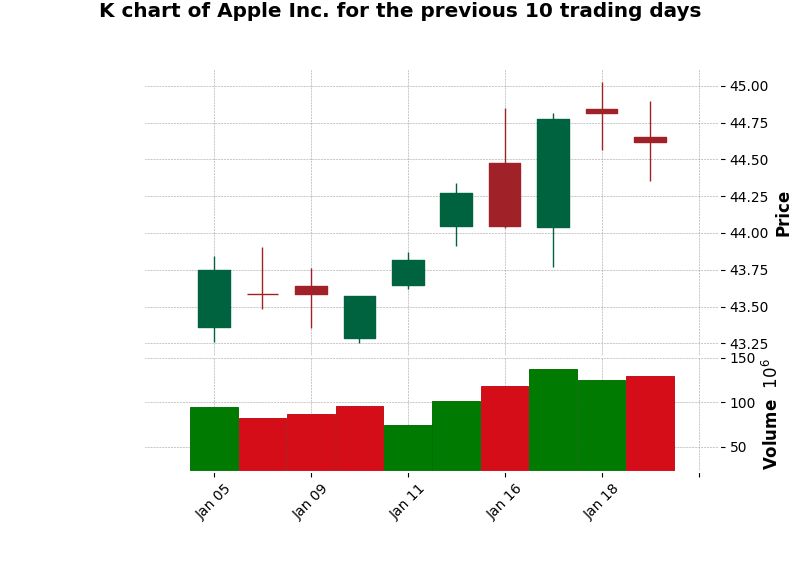 K chart of Apple Inc. for the previous 10 trading days
45.00
44.75
44.50
44.25
44.00
43.75
43.50
43.25
Price
150
100
50
Volume 10^6
Jan 05
Jan 09
Jan 11
Jan 16
Jan 18